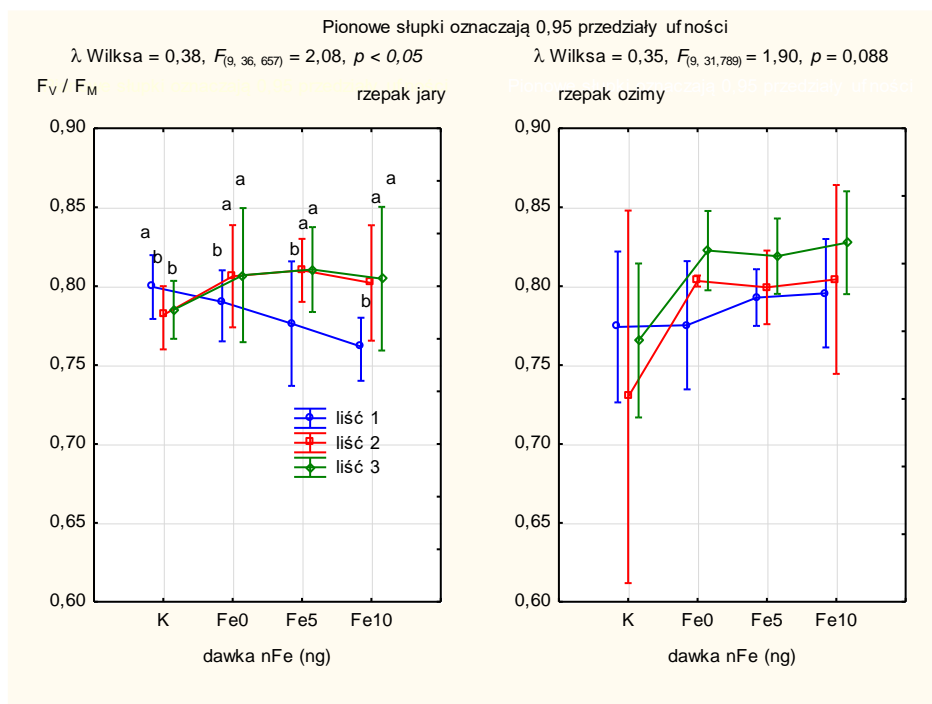 Pionowe słupki oznaczają 0,95 przedziały ufności
λ Wilksa = 0,38, F(9, 36, 657) = 2,08, p < 0,05
λ Wilksa = 0,35, F(9, 31,789) = 1,90, p = 0,088
FV / FM
rzepak jary
rzepak ozimy
0,90
0,85
0,80
0,75
0,70
0,65
0,60
a
b
b
b
a
a
b
a
a
b
a
a
liść 1
liść 2
liść 3
K Fe0 Fe5 Fe10
dawka nFe (ng)
0,90
0,85
0,80
0,75
0,70
0,65
0,60
K Fe0 Fe5 Fe10
dawka nFe (ng)